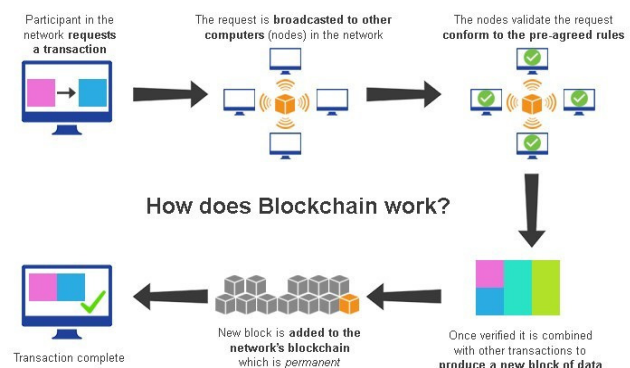 Participant in the
network requests
a transaction
The request is broadcasted to other
computers (nodes) in the network
The nodes validate the request
conform to the pre-agreed rules
How does Blockchain work?
Transaction complete
New block is added to the
network's blockchain
which is permanent
Once verified it is combined
with other transactions to
produce a new block of data